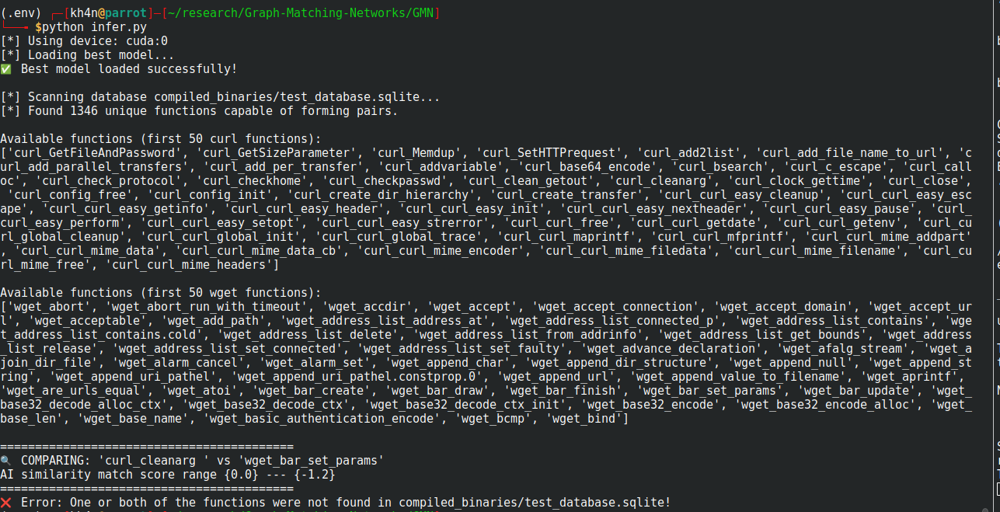 (.env) ┌─[kh4n@parrot]─[~/research/Graph-Matching-Networks/GMN]
└──╼ $python infer.py
[*] Using device: cuda:0
[*] Loading best model...
✅ Best model loaded successfully!
[*] Scanning database compiled_binaries/test_database.sqlite...
[*] Found 1346 unique functions capable of forming pairs.
Available functions (first 50 curl functions):
['curl_GetFileAndPassword', 'curl_GetSizeParameter', 'curl_Memdup', 'curl_SetHTTPrequest', 'curl_add2list', 'curl_add_file_name_to_url', 'c
url_add_parallel_transfers', 'curl_add_per_transfer', 'curl_addvariable', 'curl_base64_encode', 'curl_bsearch', 'curl_c_escape', 'curl_call
oc', 'curl_check_protocol', 'curl_checkhome', 'curl_checkpasswd', 'curl_clean_getout', 'curl_cleanarg', 'curl_clock_gettime', 'curl_close',
 'curl_config_free', 'curl_config_init', 'curl_create_dir_hierarchy', 'curl_create_transfer', 'curl_curl_easy_cleanup', 'curl_curl_easy_esc
ape', 'curl_curl_easy_getinfo', 'curl_curl_easy_header', 'curl_curl_easy_init', 'curl_curl_easy_nextheader', 'curl_curl_easy_pause', 'curl_
curl_easy_perform', 'curl_curl_easy_setopt', 'curl_curl_easy_strerror', 'curl_curl_free', 'curl_curl_getdate', 'curl_curl_getenv', 'curl_cu
rl_global_cleanup', 'curl_curl_global_init', 'curl_curl_global_trace', 'curl_curl_maprintf', 'curl_curl_mfprintf', 'curl_curl_mime_addpart'
, 'curl_curl_mime_data', 'curl_curl_mime_data_cb', 'curl_curl_mime_encoder', 'curl_curl_mime_filedata', 'curl_curl_mime_filename', 'curl_cu
rl_mime_free', 'curl_curl_mime_headers']
Available functions (first 50 wget functions):
['wget_abort', 'wget_abort_run_with_timeout', 'wget_accdir', 'wget_accept', 'wget_accept_connection', 'wget_accept_domain', 'wget_accept_ur
l', 'wget_acceptable', 'wget_add_path', 'wget_address_list_address_at', 'wget_address_list_connected_p', 'wget_address_list_contains', 'wge
t_address_list_contains.cold', 'wget_address_list_delete', 'wget_address_list_from_addrinfo', 'wget_address_list_get_bounds', 'wget_address
_list_release', 'wget_address_list_set_connected', 'wget_address_list_set_faulty', 'wget_advance_declaration', 'wget_afalg_stream', 'wget_a
join_dir_file', 'wget_alarm_cancel', 'wget_alarm_set', 'wget_append_char', 'wget_append_dir_structure', 'wget_append_null', 'wget_append_st
ring', 'wget_append_uri_pathel', 'wget_append_uri_pathel.constprop.0', 'wget_append_url', 'wget_append_value_to_filename', 'wget_aprintf',
'wget_are_urls_equal', 'wget_atoi', 'wget_bar_create', 'wget_bar_draw', 'wget_bar_finish', 'wget_bar_set_params', 'wget_bar_update', 'wget_
base32_decode_alloc_ctx', 'wget_base32_decode_ctx', 'wget_base32_decode_ctx_init', 'wget_base32_encode', 'wget_base32_encode_alloc', 'wget_
base_len', 'wget_base_name', 'wget_basic_authentication_encode', 'wget_bcmp', 'wget_bind']
==========================================
🔍 COMPARING: 'curl_cleanarg ' vs 'wget_bar_set_params'
AI similarity match score range {0.0} --- {-1.2}
==========================================
❌ Error: One or both of the functions were not found in compiled_binaries/test_database.sqlite!